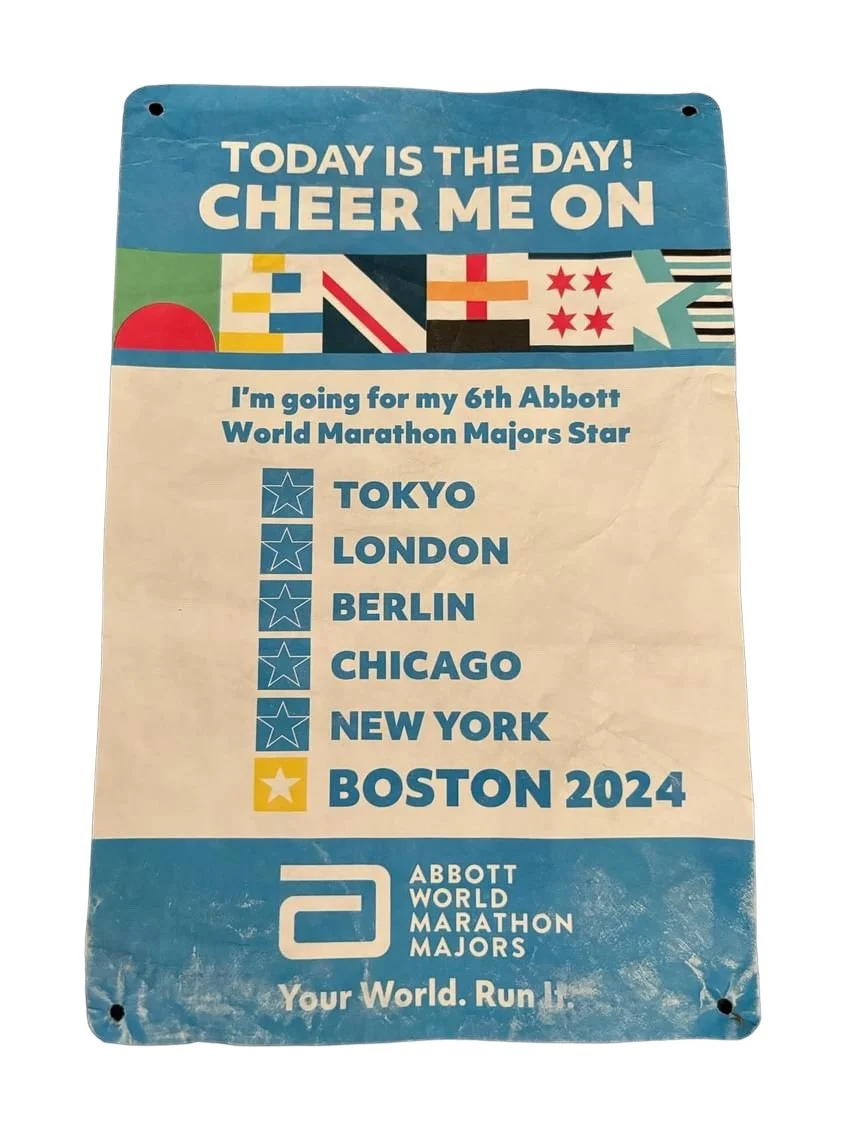 TODAY IS THE DAY!
CHEER ME ON
I'm going for my 6th Abbott
World Marathon Majors Star
TOKYO
LONDON
BERLIN
CHICAGO
NEW YORK
BOSTON 2024
ABBOTT
WORLD
MARATHON
MAJORS
Your World. Run It.